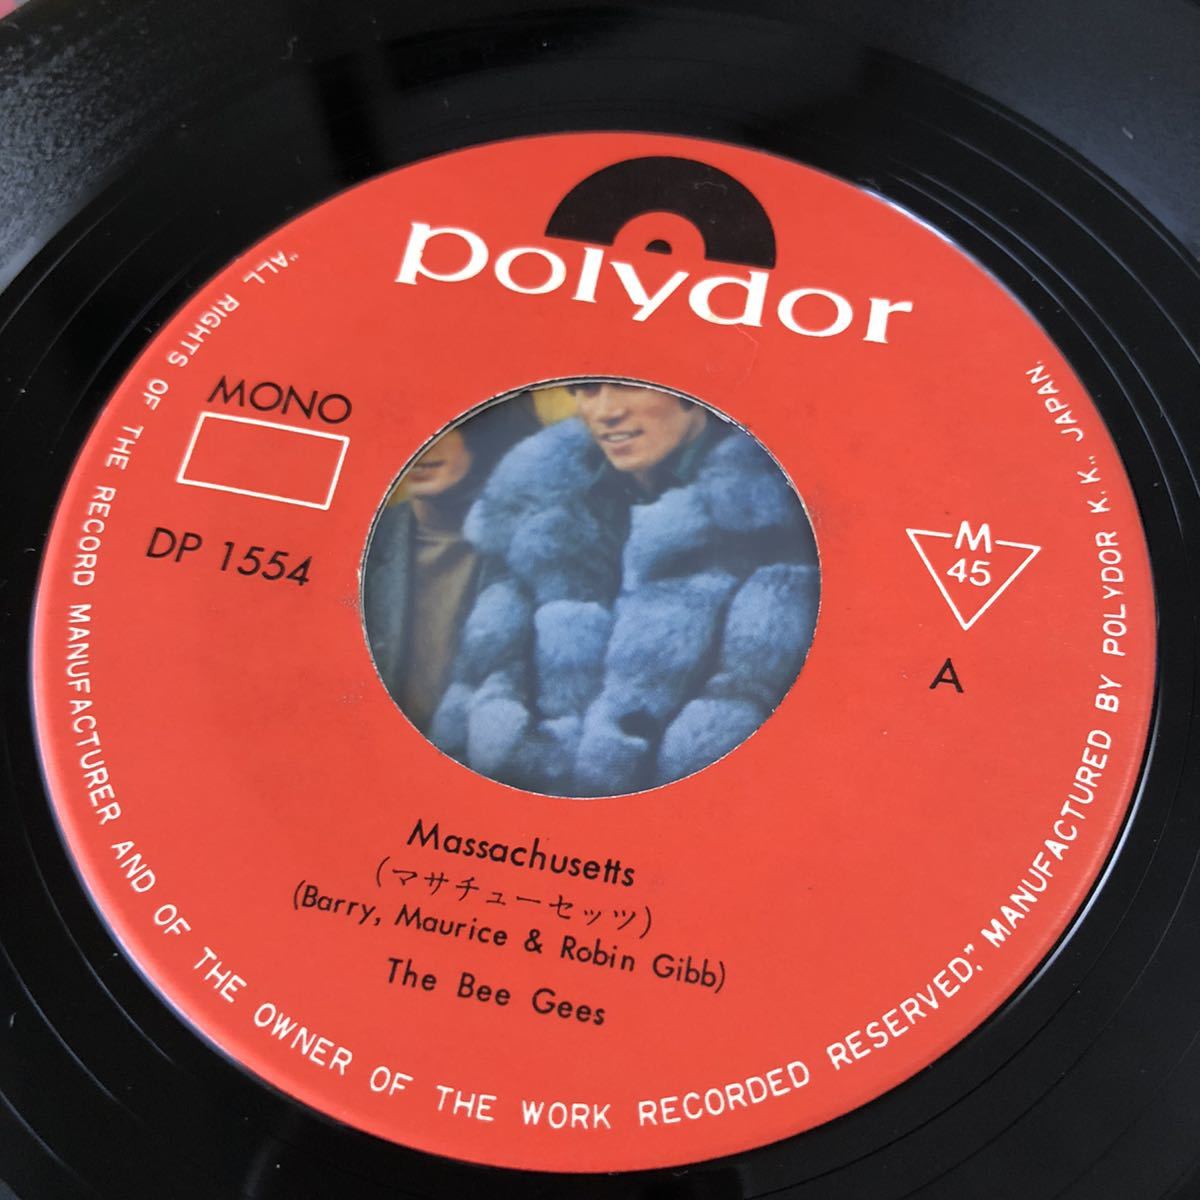 polydor
MONO
DP 1554
M
45
A
Massachusetts
(マサチューセッツ)
(Barry, Maurice & Robin Gibb)
The Bee Gees
"ALL RIGHTS OF THE RECORD MANUFACTURER AND OF THE OWNER OF THE WORK RECORDED RESERVED." MANUFACTURED BY POLYDOR K.K., JAPAN.